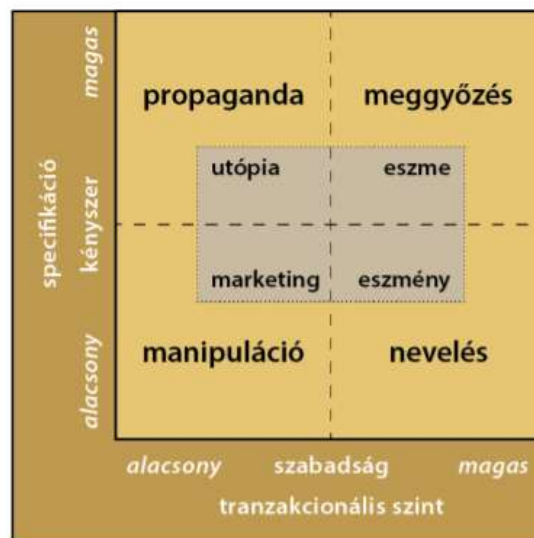 magas
kényszer
alacsony
specifikáció
propaganda
meggyőzés
utópia
eszme
marketing
eszmény
manipuláció
nevelés
alacsony
szabadság
magas
tranzakcionális szint